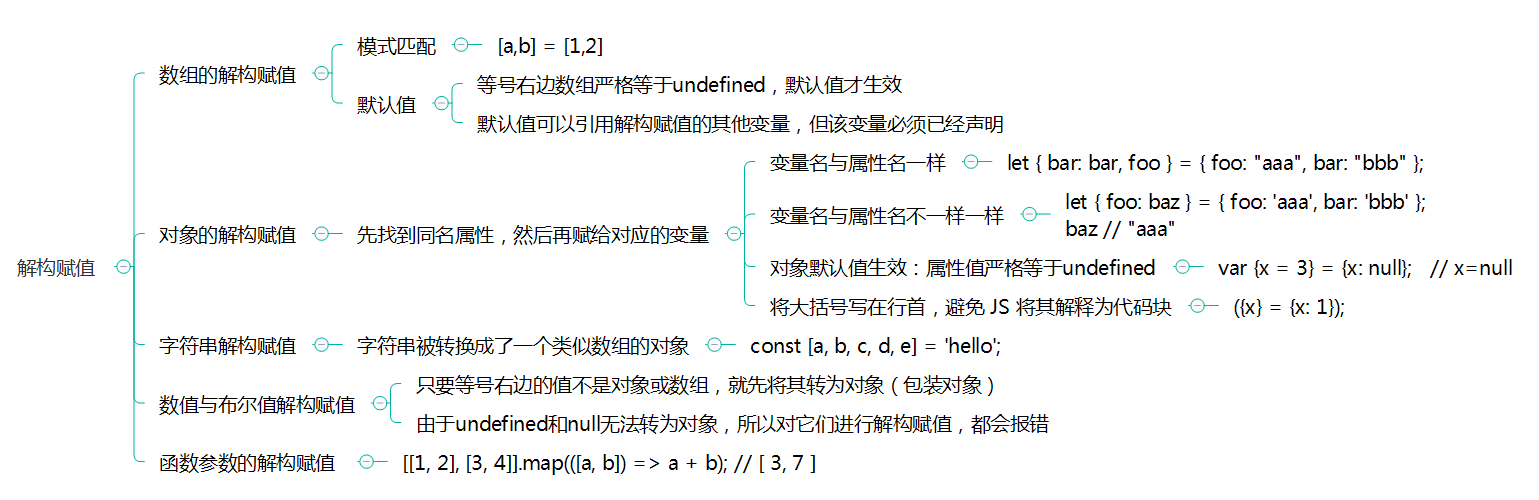 解构赋值
数组的解构赋值
模式匹配
[a,b] = [1,2]
默认值
等号右边数组严格等于undefined，默认值才生效
默认值可以引用解构赋值的其他变量，但该变量必须已经声明
对象的解构赋值
先找到同名属性，然后再赋给对应的变量
变量名与属性名一样
let { bar: bar, foo } = { foo: "aaa", bar: "bbb" };
变量名与属性名不一样一样
let { foo: baz } = { foo: 'aaa', bar: 'bbb' };
baz // "aaa"
对象默认值生效：属性值严格等于undefined
var {x = 3} = {x: null}; // x=null
将大括号写在行首，避免 JS 将其解释为代码块
({x} = {x: 1});
字符串解构赋值
字符串被转换成了一个类似数组的对象
const [a, b, c, d, e] = 'hello';
数值与布尔值解构赋值
只要等号右边的值不是对象或数组，就先将其转为对象（包装对象）
由于undefined和null无法转为对象，所以对它们进行解构赋值，都会报错
函数参数的解构赋值
[[1, 2], [3, 4]].map(([a, b]) => a + b); // [ 3, 7 ]